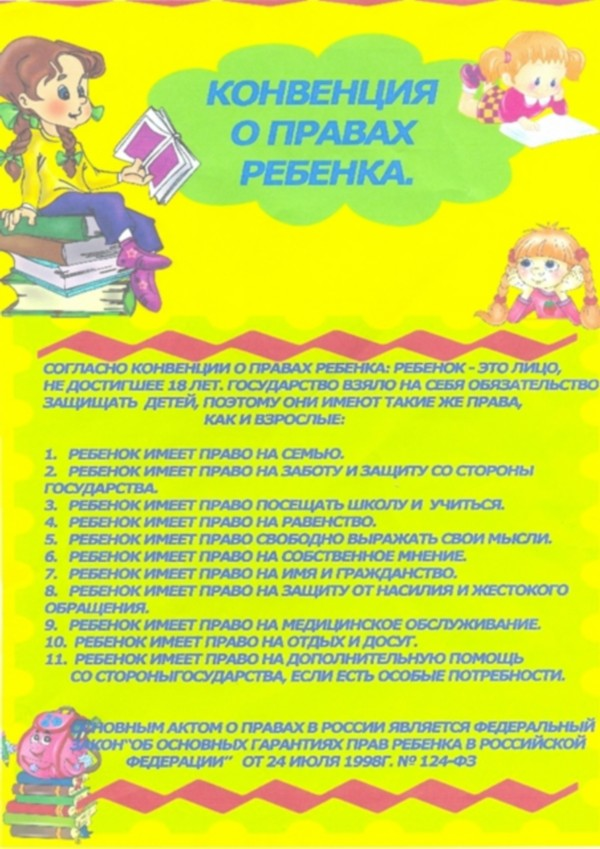 КОНВЕНЦИЯ
О ПРАВАХ
РЕБЕНКА.
СОГЛАСНО КОНВЕНЦИИ О ПРАВАХ РЕБЕНКА: РЕБЕНОК - ЭТО ЛИЦО,
НЕ ДОСТИГШЕЕ 18 ЛЕТ. ГОСУДАРСТВО ВЗЯЛО НА СЕБЯ ОБЯЗАТЕЛЬСТВО
ЗАЩИЩАТЬ ДЕТЕЙ, ПОЭТОМУ ОНИ ИМЕЮТ ТАКИЕ ЖЕ ПРАВА,
КАК И ВЗРОСЛЫЕ:
1. РЕБЕНОК ИМЕЕТ ПРАВО НА СЕМЬЮ.
2. РЕБЕНОК ИМЕЕТ ПРАВО НА ЗАБОТУ И ЗАЩИТУ СО СТОРОНЫ
ГОСУДАРСТВА.
3. РЕБЕНОК ИМЕЕТ ПРАВО ПОСЕЩАТЬ ШКОЛУ И УЧИТЬСЯ.
4. РЕБЕНОК ИМЕЕТ ПРАВО НА РАВЕНСТВО.
5. РЕБЕНОК ИМЕЕТ ПРАВО СВОБОДНО ВЫРАЖАТЬ СВОИ МЫСЛИ.
6. РЕБЕНОК ИМЕЕТ ПРАВО НА СОБСТВЕННОЕ МНЕНИЕ.
7. РЕБЕНОК ИМЕЕТ ПРАВО НА ИМЯ И ГРАЖДАНСТВО.
8. РЕБЕНОК ИМЕЕТ ПРАВО НА ЗАЩИТУ ОТ НАСИЛИЯ И ЖЕСТОКОГО
ОБРАЩЕНИЯ.
9. РЕБЕНОК ИМЕЕТ ПРАВО НА МЕДИЦИНСКОЕ ОБСЛУЖИВАНИЕ.
10. РЕБЕНОК ИМЕЕТ ПРАВО НА ОТДЫХ И ДОСУГ.
11. РЕБЕНОК ИМЕЕТ ПРАВО НА ДОПОЛНИТЕЛЬНУЮ ПОМОЩЬ
СО СТОРОНЫГОСУДАРСТВА, ЕСЛИ ЕСТЬ ОСОБЫЕ ПОТРЕБНОСТИ.
ОСНОВНЫМ АКТОМ О ПРАВАХ В РОССИИ ЯВЛЯЕТСЯ ФЕДЕРАЛЬНЫЙ
ЗАКОН"ОБ ОСНОВНЫХ ГАРАНТИЯХ ПРАВ РЕБЕНКА В РОССИЙСКОЙ
ФЕДЕРАЦИИ" ОТ 24 ИЮЛЯ 1998Г. № 124-ФЗ